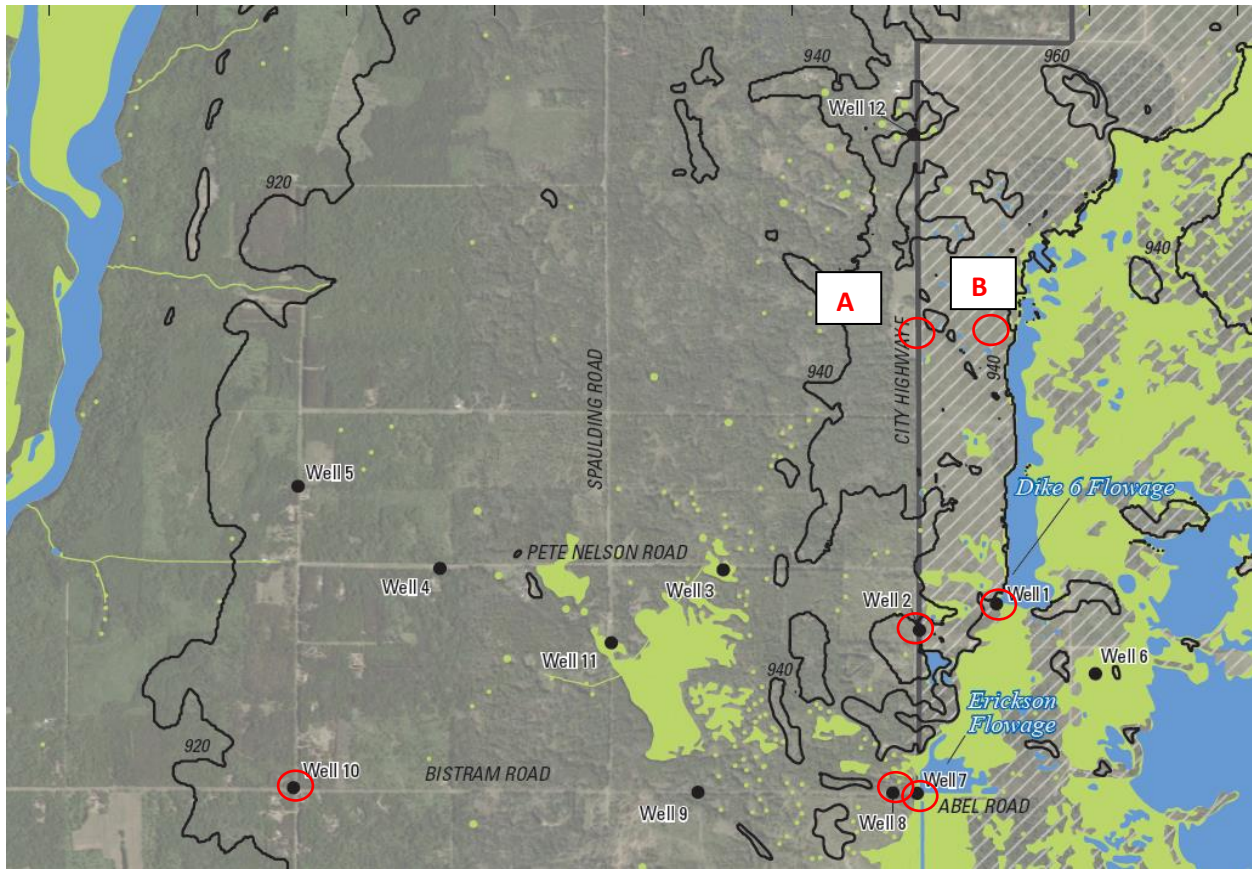 940
960
Well 12
920
940
A
B
SPAULDING ROAD
CITY HIGHWAY F
940
940
Well 5
Dike 6 Flowage
PETE NELSON ROAD
Well 4
Well 3
Well 2
Well 1
Well 11
940
Well 6
Erickson
Flowage
920
Well 10
BISTRAM ROAD
Well 9
Well 8
Well 7
ABEL ROAD